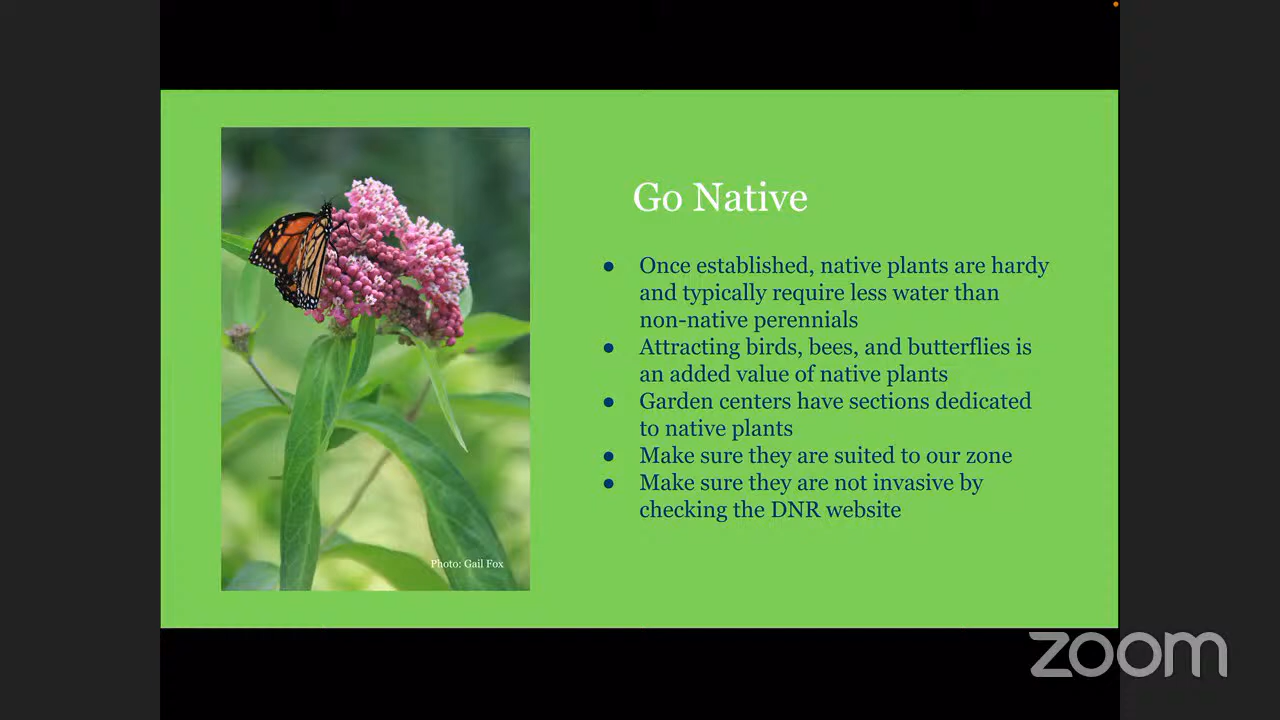 Go Native
● Once established, native plants are hardy
and typically require less water than
non-native perennials
● Attracting birds, bees, and butterflies is
an added value of native plants
● Garden centers have sections dedicated
to native plants
● Make sure they are suited to our zone
● Make sure they are not invasive by
checking the DNR website
Photo: Gail Fox
zoom